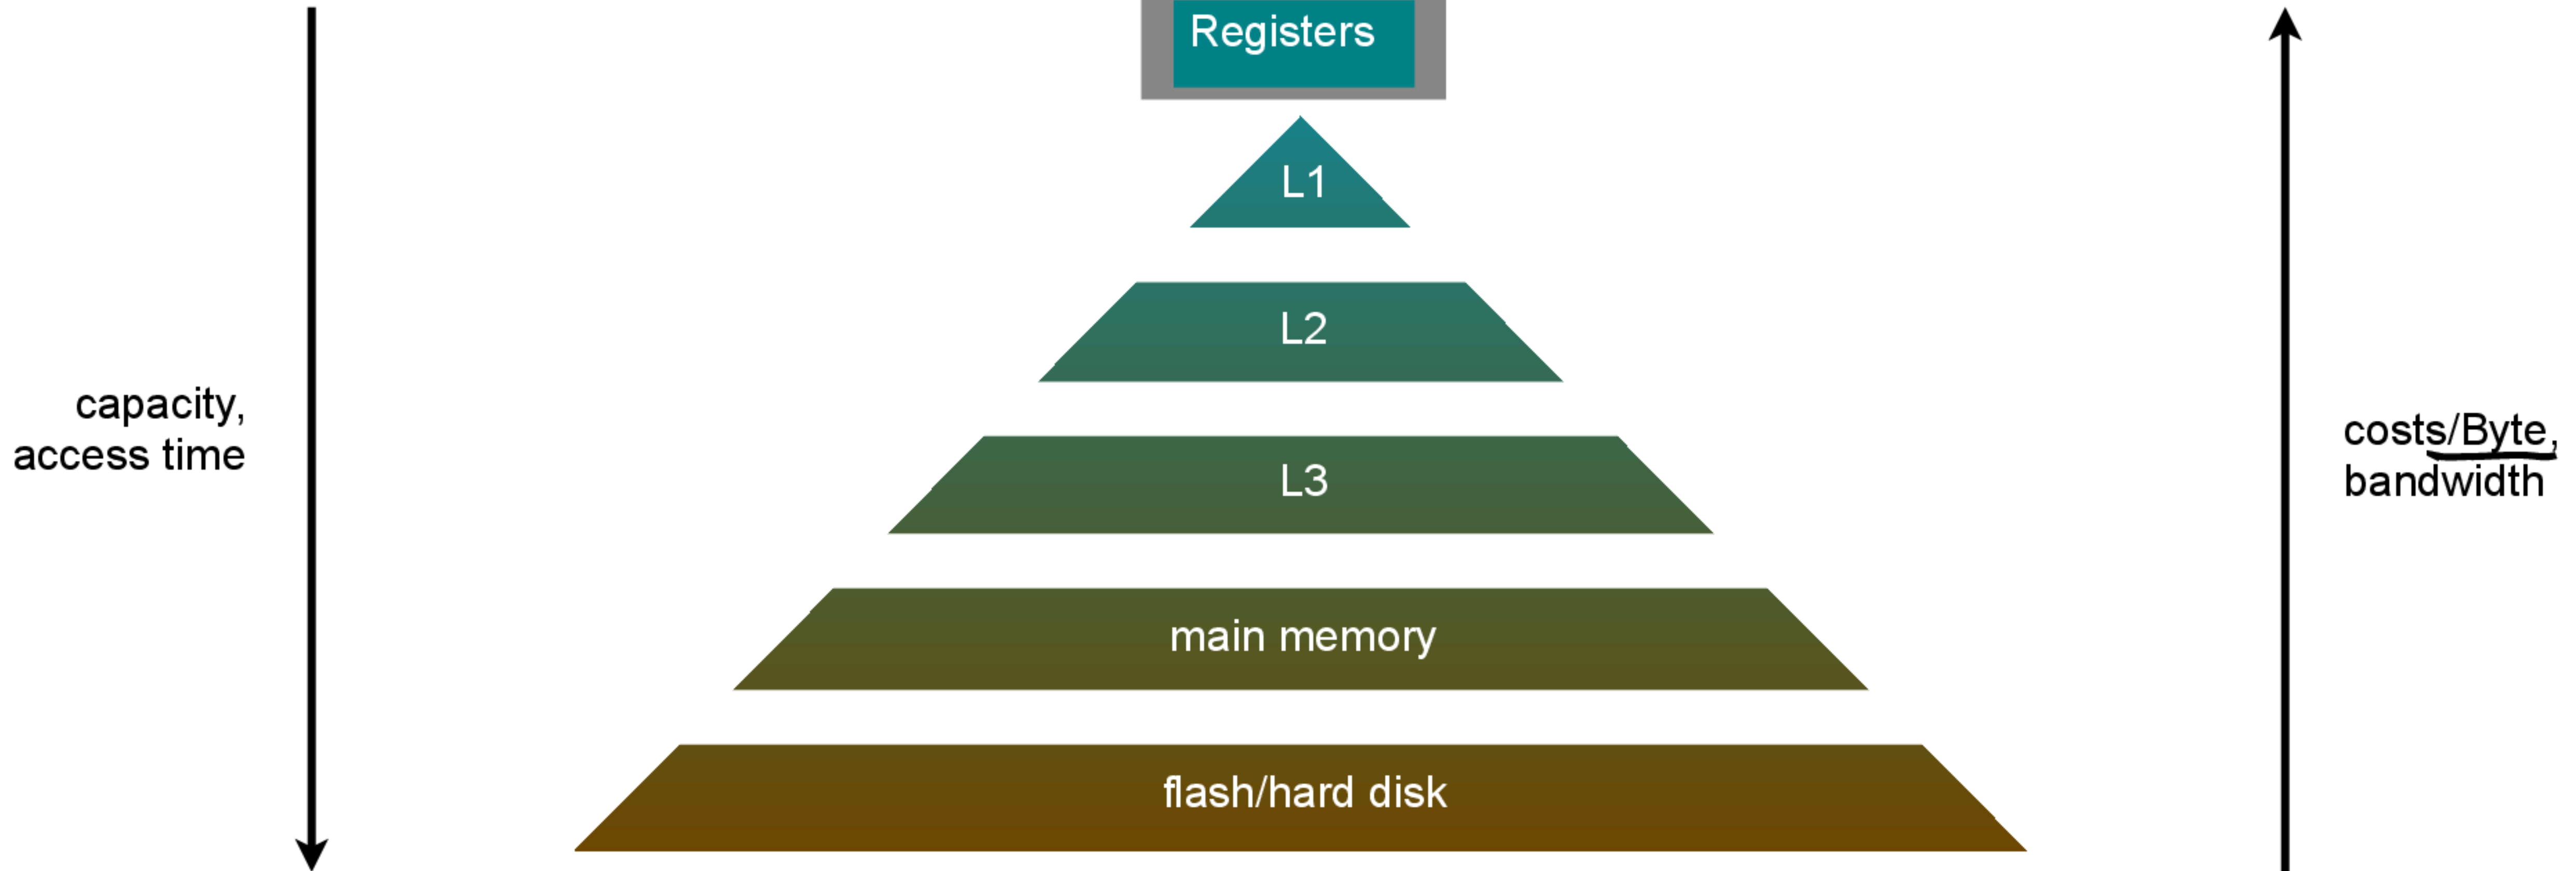 Registers
L1
L2
capacity,
access time
costs/Byte,
bandwidth
L3
main memory
flash/hard disk